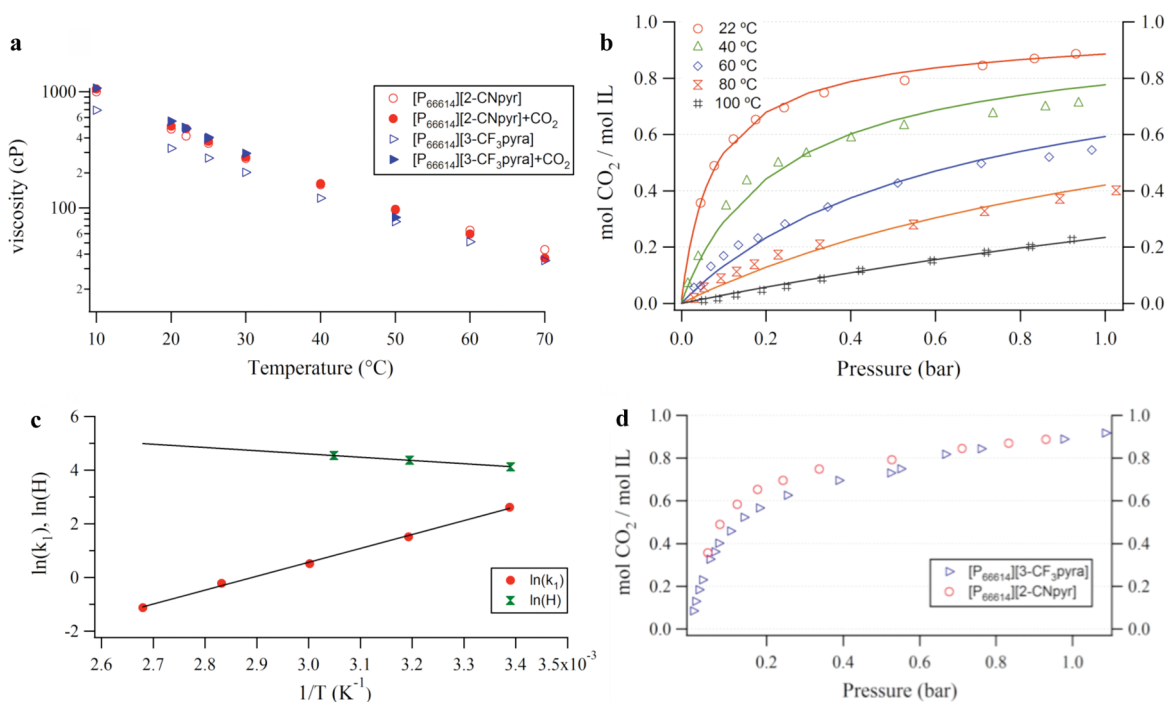 a
viscosity (cP)
1000
6
4
2
100
6
4
2
10 20 30 40 50 60 70
Temperature (°C)
[P66614][2-CNpyr]
[P66614][2-CNpyr]+CO2
[P66614][3-CF3pyra]
[P66614][3-CF3pyra]+CO2
b
mol CO2 / mol IL
1.0 1.0
0.8 0.8
0.6 0.6
0.4 0.4
0.2 0.2
0.0 0.0
0.0 0.2 0.4 0.6 0.8 1.0
Pressure (bar)
22 ºC
40 ºC
60 ºC
80 ºC
100 ºC
c
ln(k1), ln(H)
6
4
2
0
-2
2.6 2.7 2.8 2.9 3.0 3.1 3.2 3.3 3.4 3.5x10-3
1/T (K-1)
ln(k1)
ln(H)
d
mol CO2 / mol IL
1.0 1.0
0.8 0.8
0.6 0.6
0.4 0.4
0.2 0.2
0.0 0.0
0.2 0.4 0.6 0.8 1.0
Pressure (bar)
[P66614][3-CF3pyra]
[P66614][2-CNpyr]